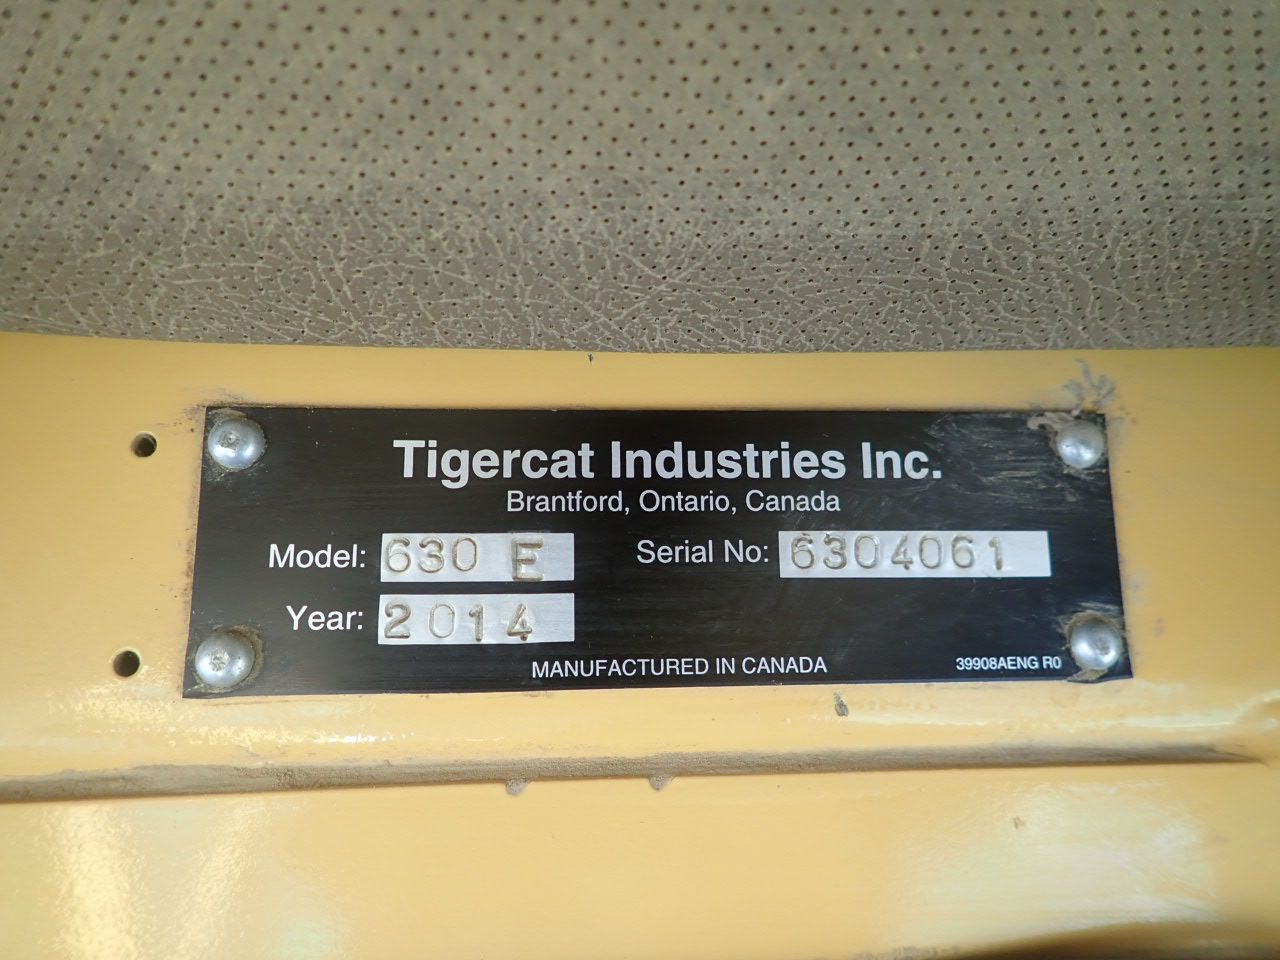 Tigercat Industries Inc.
Brantford, Ontario, Canada
Model: 630 E Serial No: 6304061
Year: 2014
MANUFACTURED IN CANADA 39908AENG R0